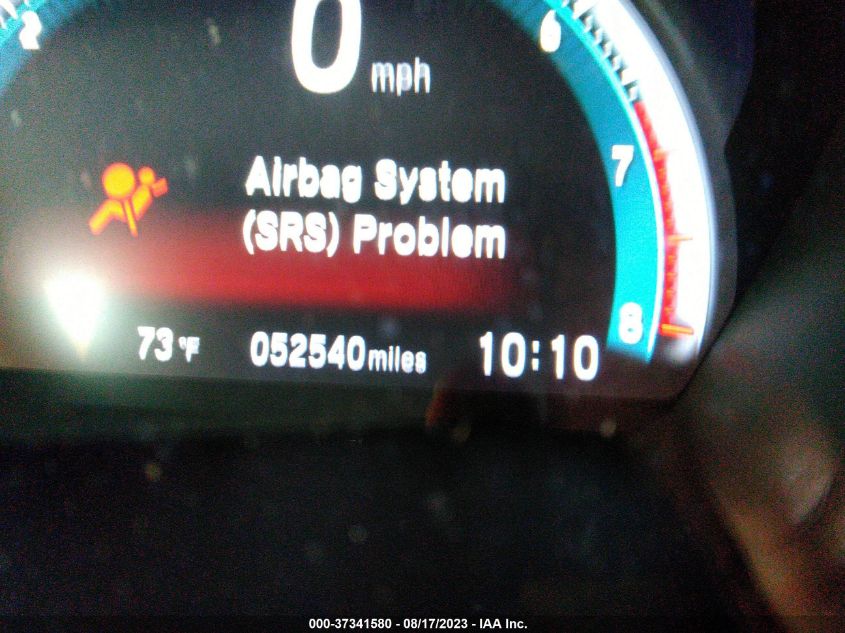 2
0 mph
6
7
8
Airbag System
(SRS) Problem
73 °F 052540 miles 10:10
000-37341580 - 08/17/2023 - IAA Inc.